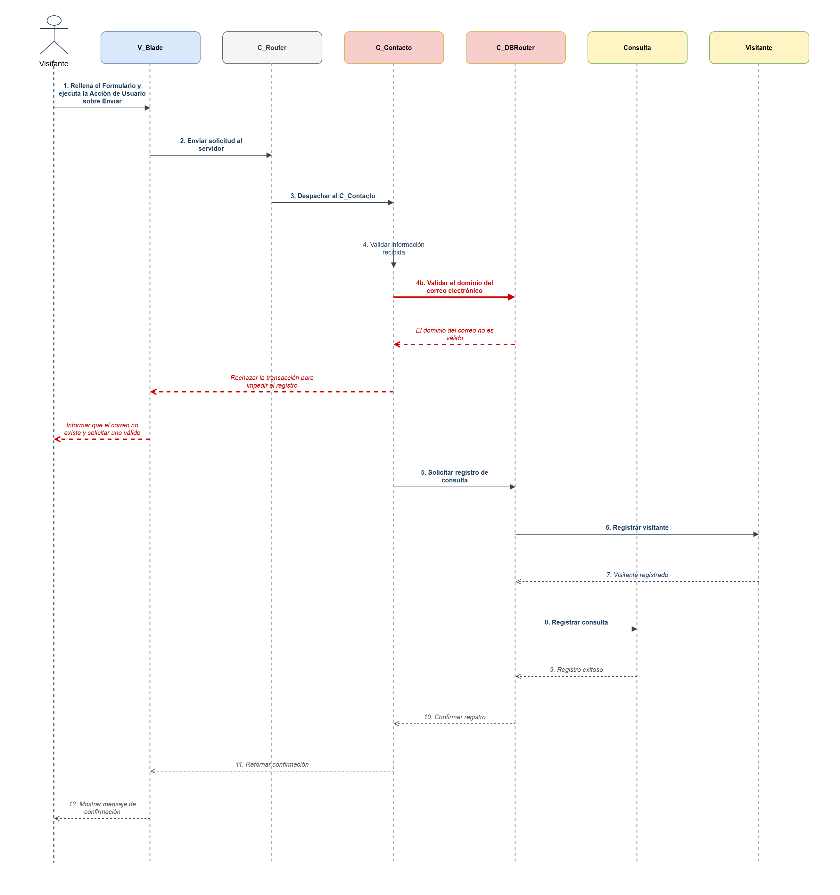 V_Blade
C_Router
C_Contacto
C_DBRouter
Consulta
Visitante
Visitante
1. Rellena el Formulario y
ejecuta la Acción de Usuario
sobre Enviar
2. Enviar solicitud al
servidor
3. Despachar al C_Contacto
4. Validar información
recibida
4b. Validar el dominio del
correo electrónico
El dominio del correo no es
válido
Rechazar la transacción para
impedir el registro
Informar que el correo no
existe y solicitar uno válido
5. Solicitar registro de
consulta
6. Registrar visitante
7. Visitante registrado
8. Registrar consulta
9. Registro exitoso
10. Confirmar registro
11. Retornar confirmación
12. Mostrar mensaje de
confirmación